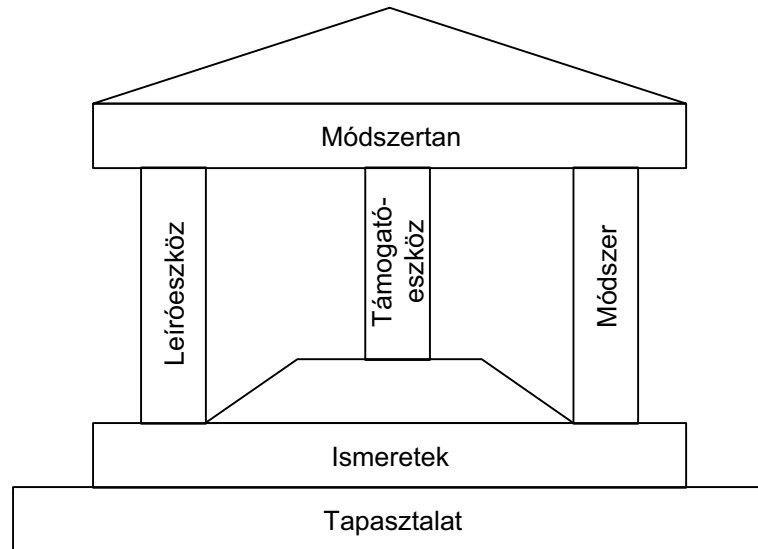 Módszertan
Leíróeszköz
Támogató-
eszköz
Módszer
Ismeretek
Tapasztalat